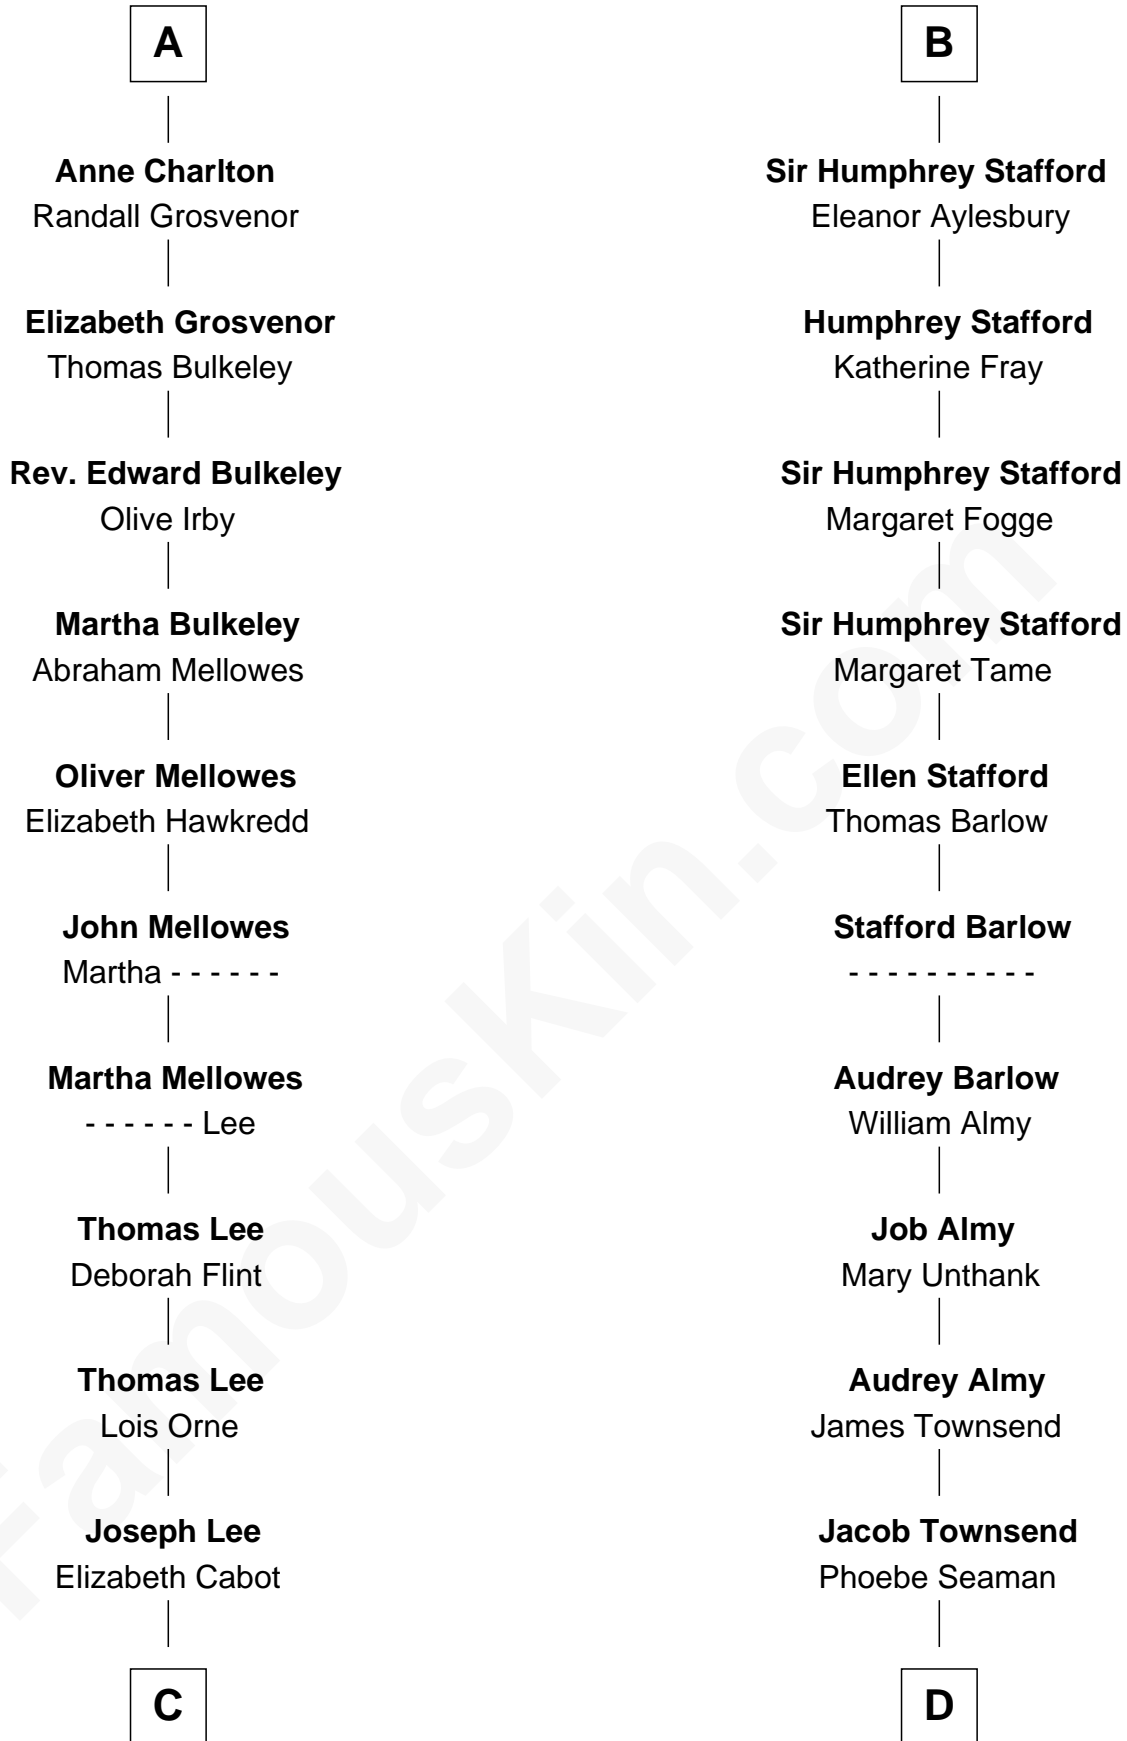 A
Anne Charlton
Randall Grosvenor
Elizabeth Grosvenor
Thomas Bulkeley
Rev. Edward Bulkeley
Olive Irby
Martha Bulkeley
Abraham Mellowes
Oliver Mellowes
Elizabeth Hawkredd
John Mellowes
Martha - - - - - -
Martha Mellowes
- - - - - - Lee
Thomas Lee
Deborah Flint
Thomas Lee
Lois Orne
Joseph Lee
Elizabeth Cabot
C
B
Sir Humphrey Stafford
Eleanor Aylesbury
Humphrey Stafford
Katherine Fray
Sir Humphrey Stafford
Margaret Fogge
Sir Humphrey Stafford
Margaret Tame
Ellen Stafford
Thomas Barlow
Stafford Barlow
- - - - - - - - - -
Audrey Barlow
William Almy
Job Almy
Mary Unthank
Audrey Almy
James Townsend
Jacob Townsend
Phoebe Seaman
D
FamousKin.com